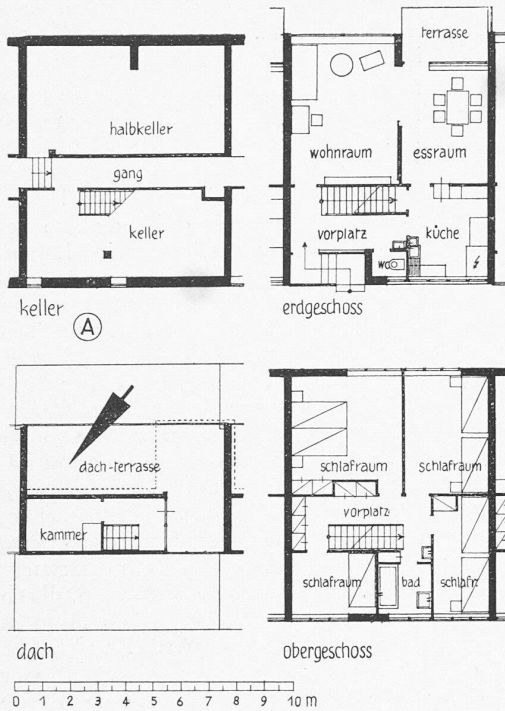 halbkeller
gang
keller
keller
A
terrasse
wohnraum
essraum
vorplatz
küche
wc
erdgeschoss
dach-terrasse
kammer
dach
schlafraum
schlafraum
vorplatz
schlafraum
bad
schlafr.
obergeschoss
0 1 2 3 4 5 6 7 8 9 10 m